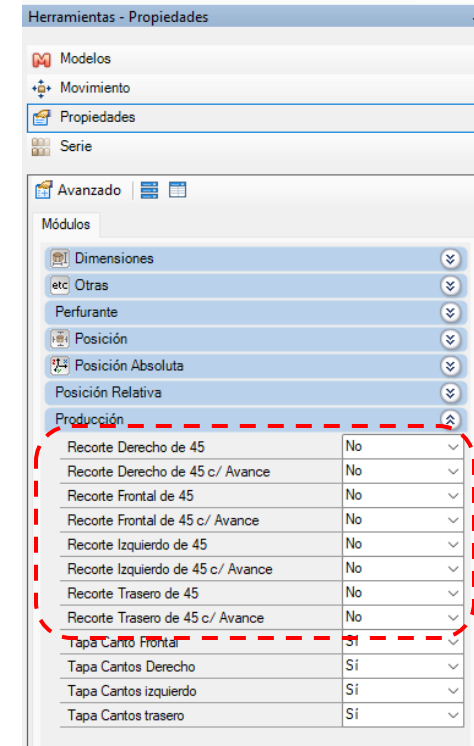 Herramientas - Propiedades
Modelos
Movimiento
Propiedades
Serie
Avanzado
Módulos
Dimensiones
etc Otras
Perfurante
Posición
Posición Absoluta
Posición Relativa
Producción
Recorte Derecho de 45 No
Recorte Derecho de 45 c/ Avance No
Recorte Frontal de 45 No
Recorte Frontal de 45 c/ Avance No
Recorte Izquierdo de 45 No
Recorte Izquierdo de 45 c/ Avance No
Recorte Trasero de 45 No
Recorte Trasero de 45 c/ Avance No
Tapa Canto Frontal Sí
Tapa Cantos Derecho Sí
Tapa Cantos izquierdo Sí
Tapa Cantos trasero Sí